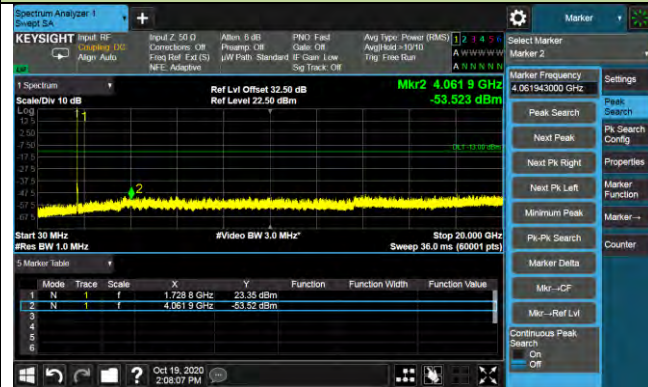 Spectrum Analyzer 1
Swept SA
+
Marker
KEYSIGHT Input: RF Input Z: 50 Ω Atten: 6 dB PNO: Fast Avg Type: Power (RMS) 1 2 3 4 5 6
Coupling: DC Corrections: Off Preamp: Off Gate: Off Avg|Hold:>10/10 A W W W W W
Align: Auto Freq Ref: Ext (S) µW Path: Standard IF Gain: Low Trig: Free Run
NFE: Adaptive Sig Track: Off A N N N N N
Select Marker
Marker 2
1 Spectrum
Ref Lvl Offset 32.50 dB
Mkr2 4.061 9 GHz
Scale/Div 10 dB
Ref Level 22.50 dBm
-53.523 dBm
Log
1
12.5
2.50
-7.50
DL1 -13.00 dBm
-17.5
-27.5
-37.5
-47.5
2
-57.5
-67.5
Start 30 MHz
#Video BW 3.0 MHz*
Stop 20.000 GHz
#Res BW 1.0 MHz
Sweep 36.0 ms (60001 pts)
5 Marker Table
Mode Trace Scale X Y Function Function Width Function Value
1 N 1 f 1.728 8 GHz 23.35 dBm
2 N 1 f 4.061 9 GHz -53.52 dBm
3
4
5
6
Marker Frequency
4.061943000 GHz
Peak Search
Next Peak
Next Pk Right
Next Pk Left
Minimum Peak
Pk-Pk Search
Marker Delta
Mkr→CF
Mkr→Ref Lvl
Continuous Peak
Search
On
Off
Settings
Peak
Search
Pk Search
Config
Properties
Marker
Function
Marker→
Counter
?
Oct 19, 2020
2:08:07 PM